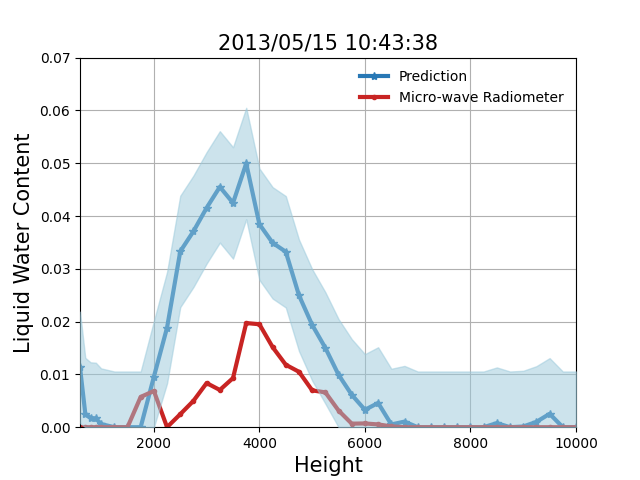 2013/05/15 10:43:38
0.07
0.06
0.05
0.04
0.03
0.02
0.01
0.00
Liquid Water Content
Prediction
Micro-wave Radiometer
2000 4000 6000 8000 10000
Height